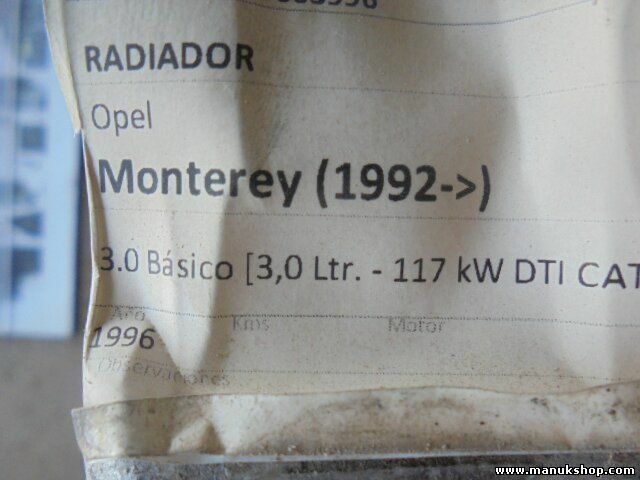 RADIADOR
Opel
Monterey (1992->)
3.0 Básico [3,0 Ltr. - 117 kW DTI CAT
Año Kms Motor
1996
Observaciones
www.manukshop.com